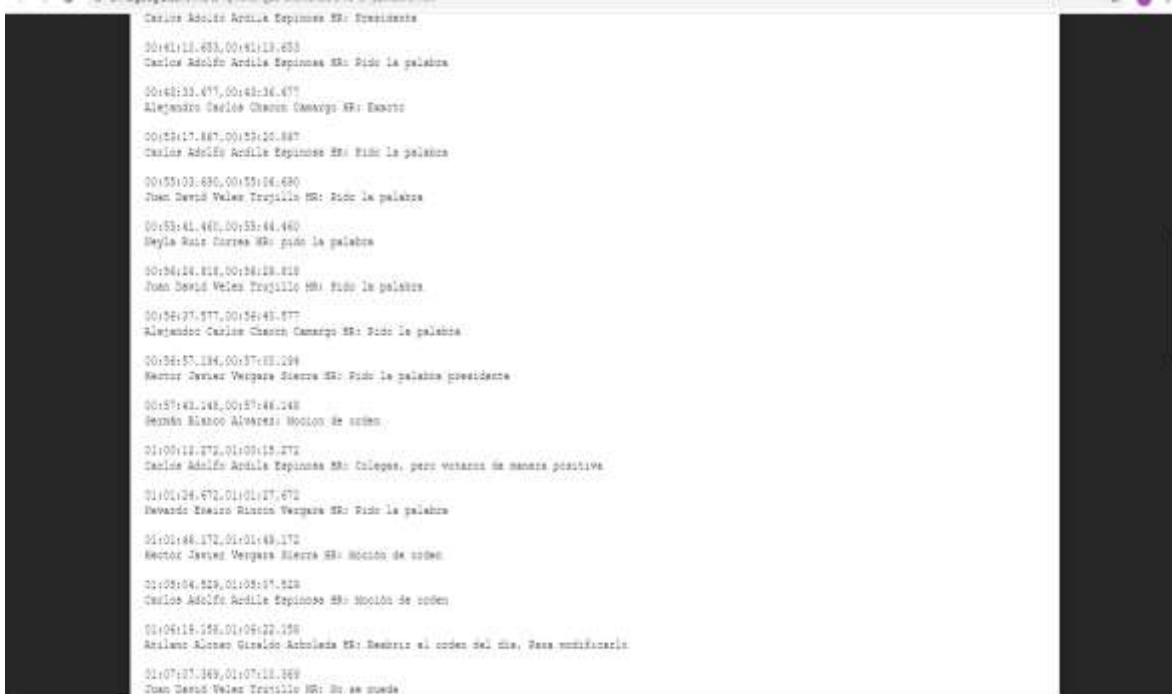 Carlos Adolfo Ardila Espinosa HR: Presidente
00:41:10.653,00:41:13.653
Carlos Adolfo Ardila Espinosa HR: Pido la palabra
00:48:33.677,00:48:36.677
Alejandro Carlos Chacon Camargo HR: Exacto
00:53:17.887,00:53:20.887
Carlos Adolfo Ardila Espinosa HR: Pido la palabra
00:55:03.690,00:55:06.690
Juan David Velez Trujillo HR: Pido la palabra
00:55:41.460,00:55:44.460
Neyla Ruiz Correa HR: pido la palabra
00:56:26.818,00:56:29.818
Juan David Velez Trujillo HR: Pido la palabra
00:56:37.577,00:56:40.577
Alejandro Carlos Chacon Camargo HR: Pido la palabra
00:56:57.194,00:57:00.194
Hector Javier Vergara Sierra HR: Pido la palabra presidente
00:57:43.148,00:57:46.148
Germán Blanco Alvarez: Mocion de orden
01:00:12.272,01:00:15.272
Carlos Adolfo Ardila Espinosa HR: Colegas, pero votaron de manera positiva
01:01:24.672,01:01:27.672
Nevardo Eneiro Rincon Vergara HR: Pido la palabra
01:01:46.172,01:01:49.172
Hector Javier Vergara Sierra HR: Moción de orden
01:05:04.529,01:05:07.529
Carlos Adolfo Ardila Espinosa HR: Moción de orden
01:06:19.158,01:06:22.158
Atilano Alonso Giraldo Arboleda HR: Reabrir el orden del dia. Para modificarlo
01:07:07.369,01:07:10.369
Juan David Velez Trujillo HR: No se puede